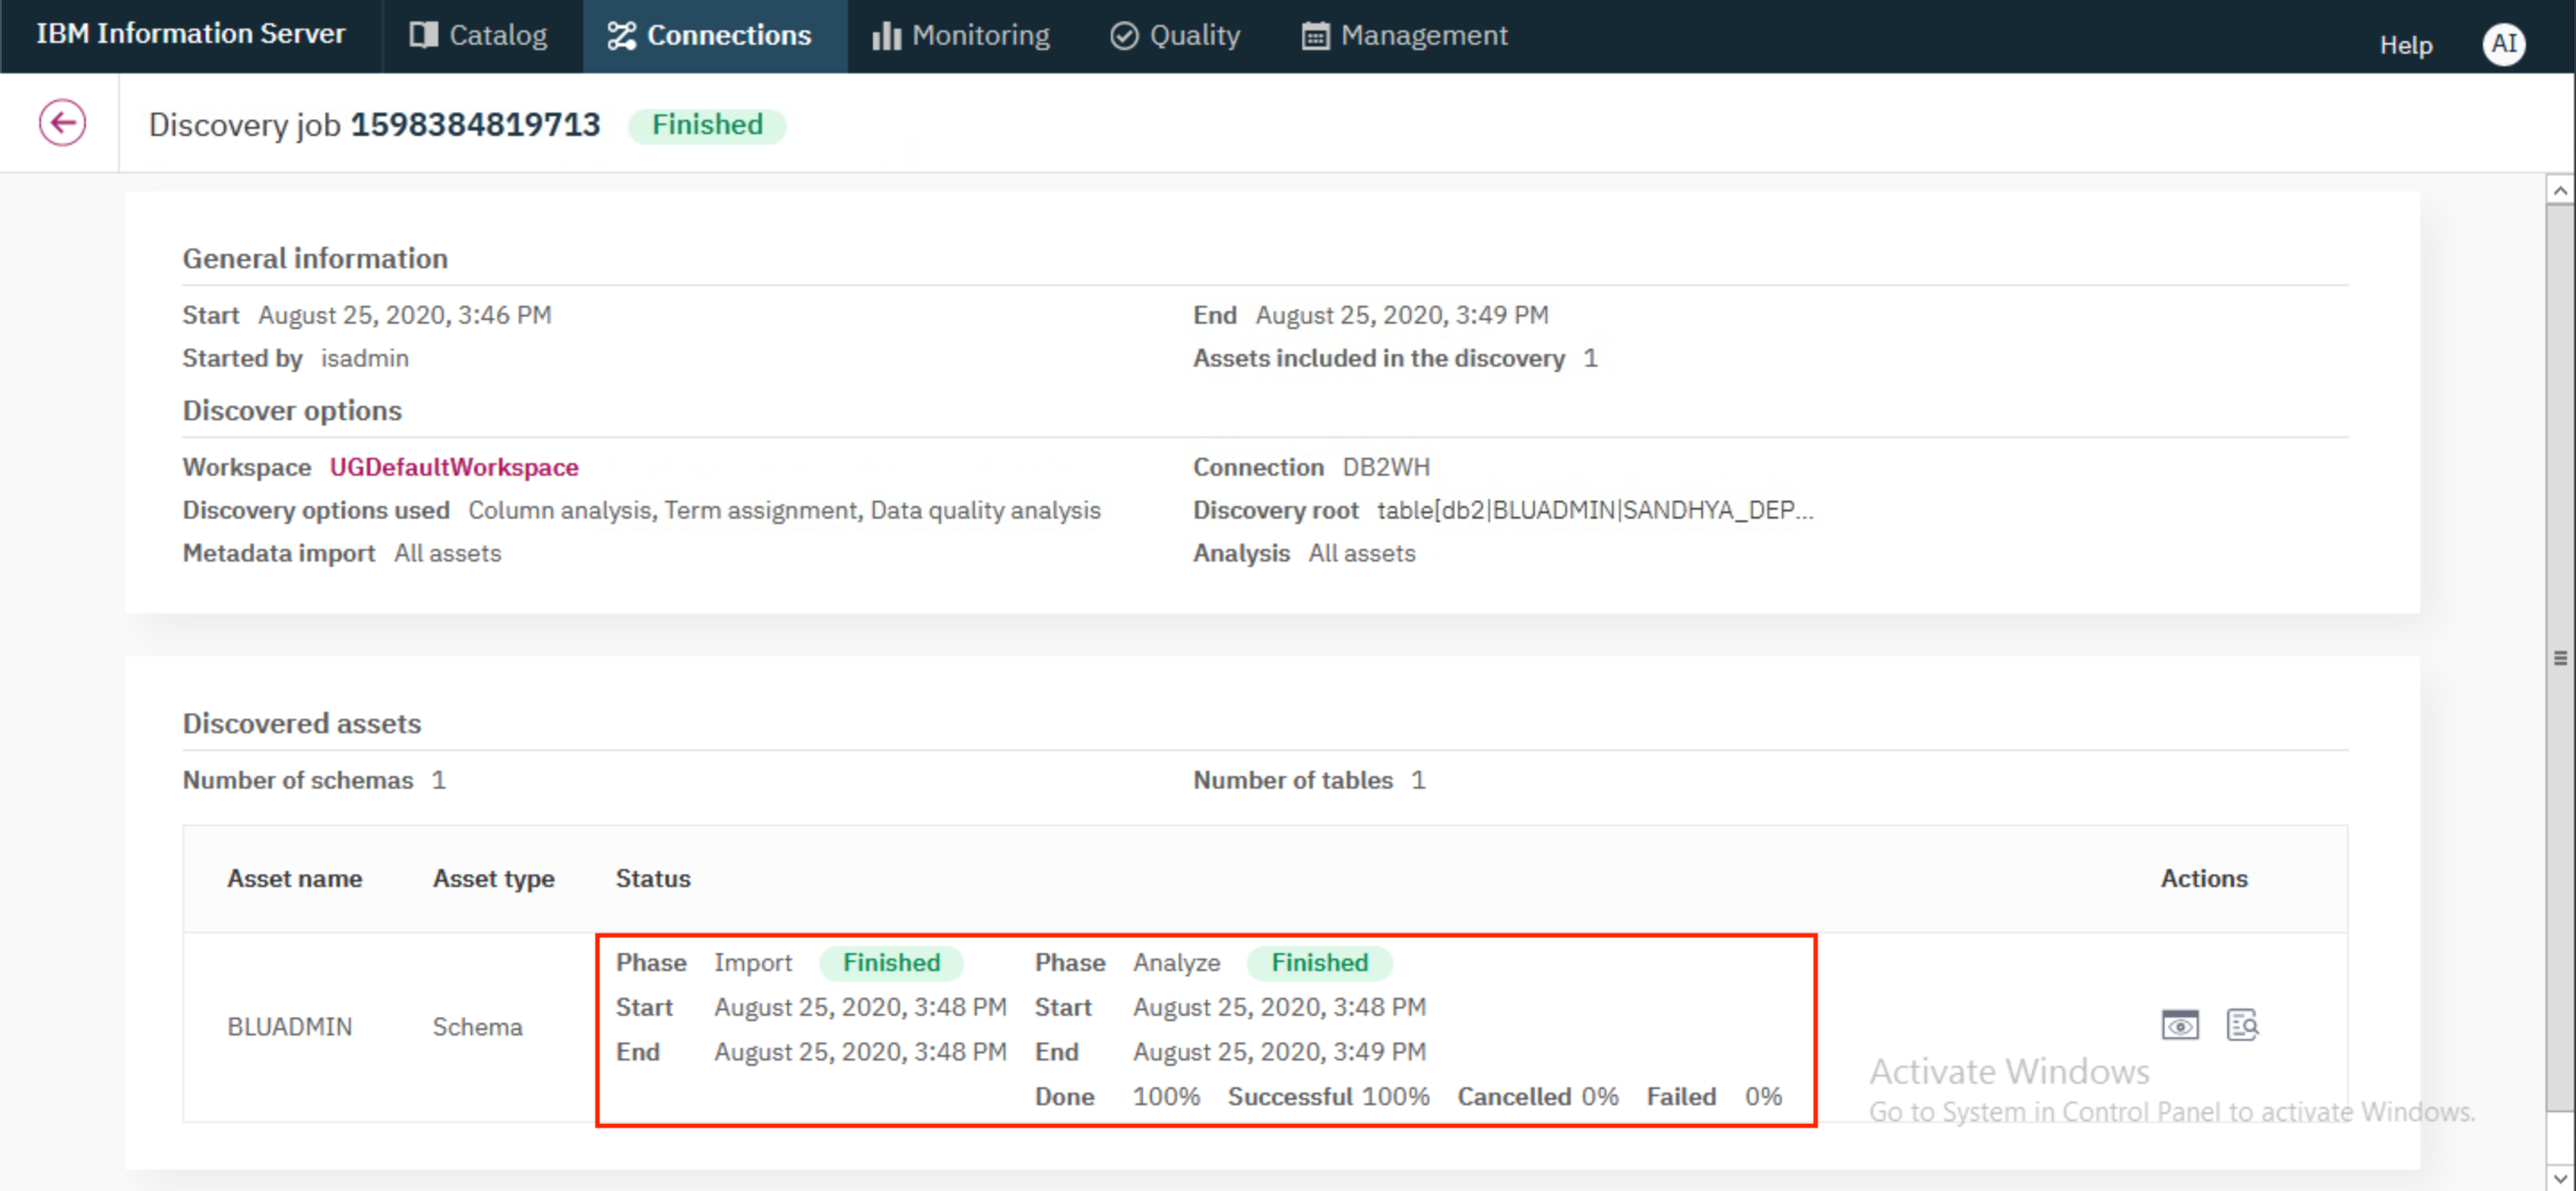 IBM Information Server Catalog Connections Monitoring Quality Management Help AI
Discovery job 1598384819713 Finished
General information
Start August 25, 2020, 3:46 PM End August 25, 2020, 3:49 PM
Started by isadmin Assets included in the discovery 1
Discover options
Workspace UGDefaultWorkspace Connection DB2WH
Discovery options used Column analysis, Term assignment, Data quality analysis Discovery root table[db2|BLUADMIN|SANDHYA_DEP...
Metadata import All assets Analysis All assets
Discovered assets
Number of schemas 1 Number of tables 1
Asset name Asset type Status Actions
Phase Import Finished Phase Analyze Finished
Start August 25, 2020, 3:48 PM Start August 25, 2020, 3:48 PM
BLUADMIN Schema
End August 25, 2020, 3:48 PM End August 25, 2020, 3:49 PM
Done 100% Successful 100% Cancelled 0% Failed 0%
Activate Windows
Go to System in Control Panel to activate Windows.